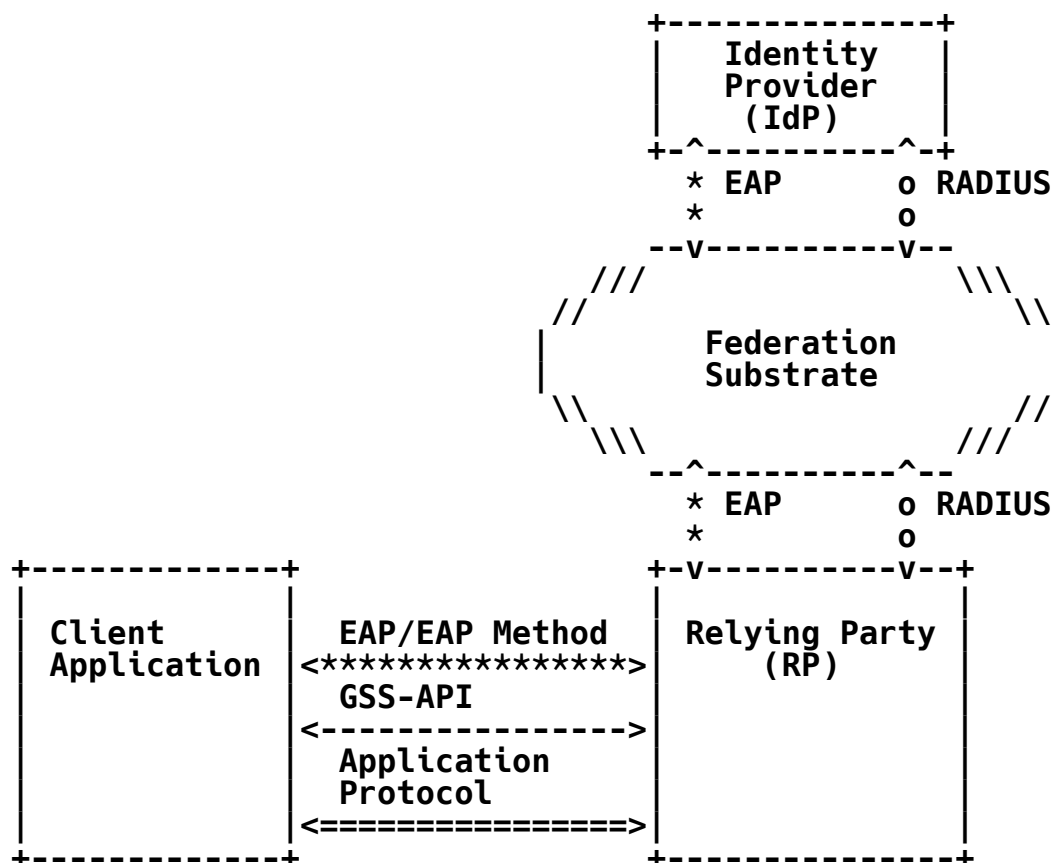 Identity
Provider
(IdP)
* EAP o RADIUS
* o
Federation
Substrate
* EAP o RADIUS
* o
Client EAP/EAP Method Relying Party
Application <****************> (RP)
GSS-API
<---------------->
Application
Protocol
<================>